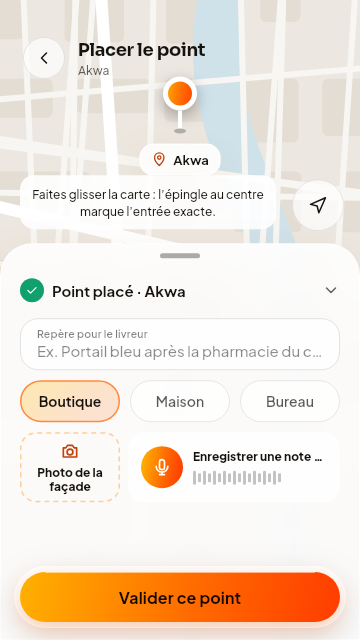 Placer le point
Akwa
Akwa
Faites glisser la carte : l’épingle au centre
marque l’entrée exacte.
Point placé · Akwa
Repère pour le livreur
Ex. Portail bleu après la pharmacie du c…
Boutique
Maison
Bureau
Photo de la
façade
Enregistrer une note …
Valider ce point